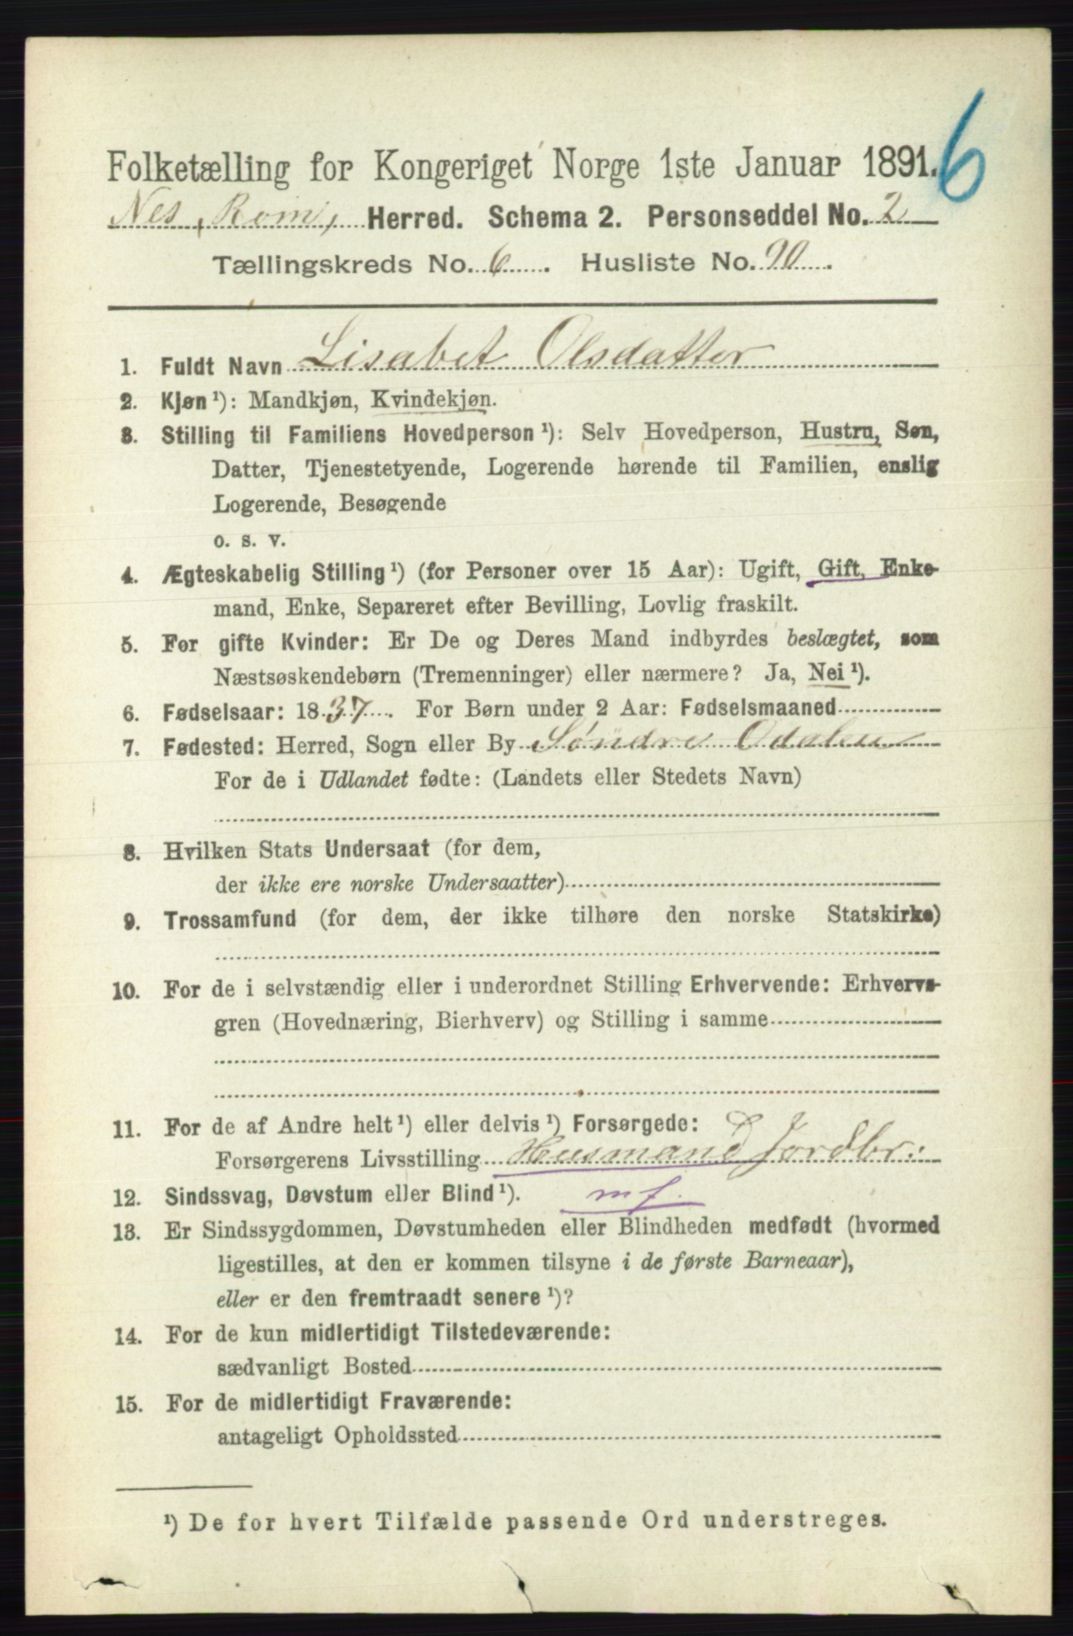 6
Folketælling for Kongeriget Norge 1ste Januar 1891.
Nes, Rom, Herred. Schema 2. Personseddel No. 2
Tællingskreds No. 6. Husliste No. 90.
1. Fuldt Navn Lisabet Olsdatter
2. Kjøn ¹): Mandkjøn, Kvindekjøn.
3. Stilling til Familiens Hovedperson ¹): Selv Hovedperson, Hustru, Søn,
Datter, Tjenestetyende, Logerende hørende til Familien, enslig
Logerende, Besøgende
o. s. v.
4. Ægteskabelig Stilling ¹) (for Personer over 15 Aar): Ugift, Gift, Enke-
mand, Enke, Separeret efter Bevilling, Lovlig fraskilt.
5. For gifte Kvinder: Er De og Deres Mand indbyrdes beslægtet, som
Næstsøskendebørn (Tremenninger) eller nærmere? Ja, Nei ¹).
6. Fødselsaar: 1837. For Børn under 2 Aar: Fødselsmaaned
7. Fødested: Herred, Sogn eller By Søndre Odalen
For de i Udlandet fødte: (Landets eller Stedets Navn)
8. Hvilken Stats Undersaat (for dem,
der ikke ere norske Undersaatter)
9. Trossamfund (for dem, der ikke tilhøre den norske Statskirke)
10. For de i selvstændig eller i underordnet Stilling Erhvervende: Erhvervs-
gren (Hovednæring, Bierhverv) og Stilling i samme
11. For de af Andre helt ¹) eller delvis ¹) Forsørgede:
Forsørgerens Livsstilling Husmand Jordbr.
12. Sindssvag, Døvstum eller Blind ¹). mf.
13. Er Sindssygdommen, Døvstumheden eller Blindheden medfødt (hvormed
ligestilles, at den er kommen tilsyne i de første Barneaar),
eller er den fremtraadt senere ¹)?
14. For de kun midlertidigt Tilstedeværende:
sædvanligt Bosted
15. For de midlertidigt Fraværende:
antageligt Opholdssted
¹) De for hvert Tilfælde passende Ord understreges.